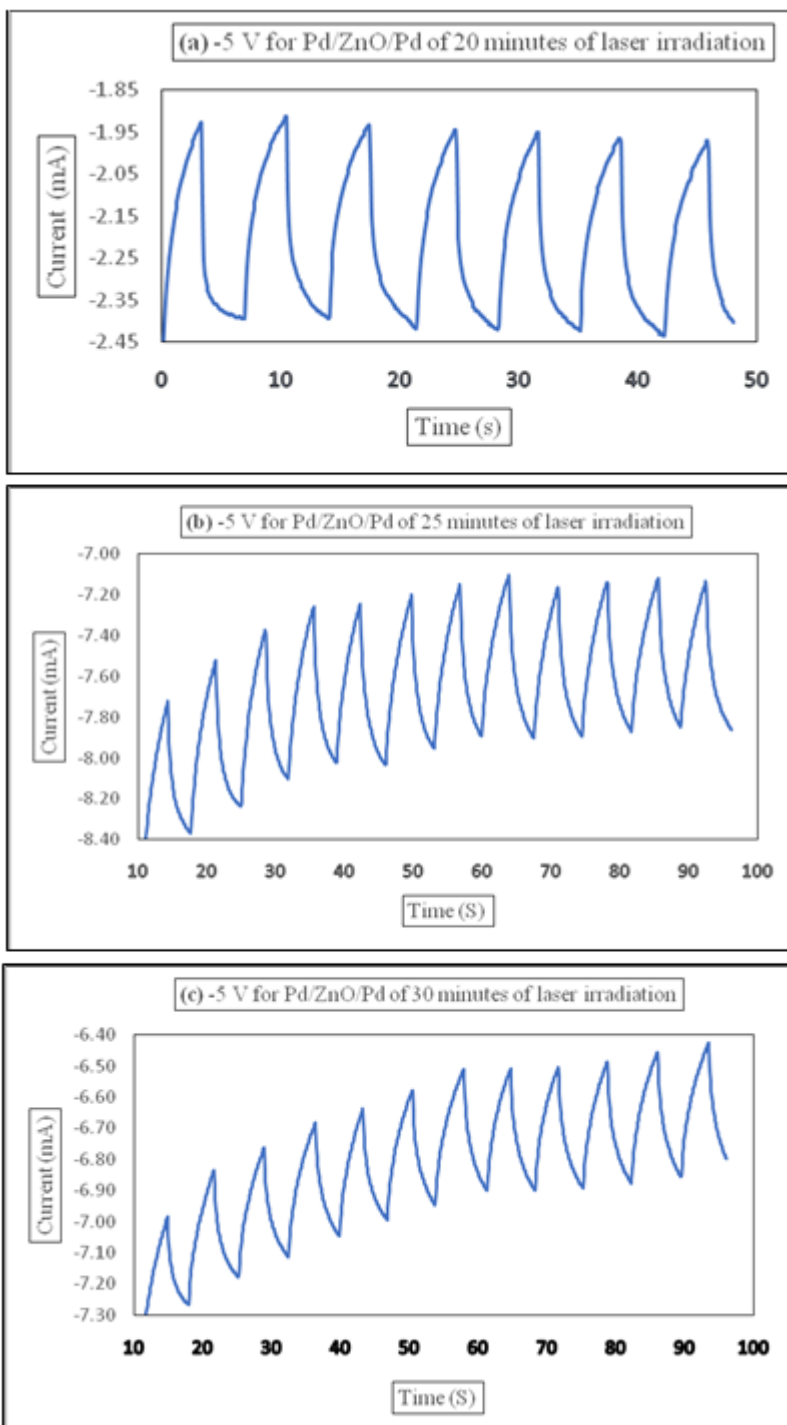 (a) -5 V for Pd/ZnO/Pd of 20 minutes of laser irradiation
-1.85
-1.95
-2.05
-2.15
-2.25
-2.35
-2.45
Current (mA)
0 10 20 30 40 50
Time (s)
(b) -5 V for Pd/ZnO/Pd of 25 minutes of laser irradiation
-7.00
-7.20
-7.40
-7.60
-7.80
-8.00
-8.20
-8.40
Current (mA)
10 20 30 40 50 60 70 80 90 100
Time (S)
(c) -5 V for Pd/ZnO/Pd of 30 minutes of laser irradiation
-6.40
-6.50
-6.60
-6.70
-6.80
-6.90
-7.00
-7.10
-7.20
-7.30
Current (mA)
10 20 30 40 50 60 70 80 90 100
Time (S)